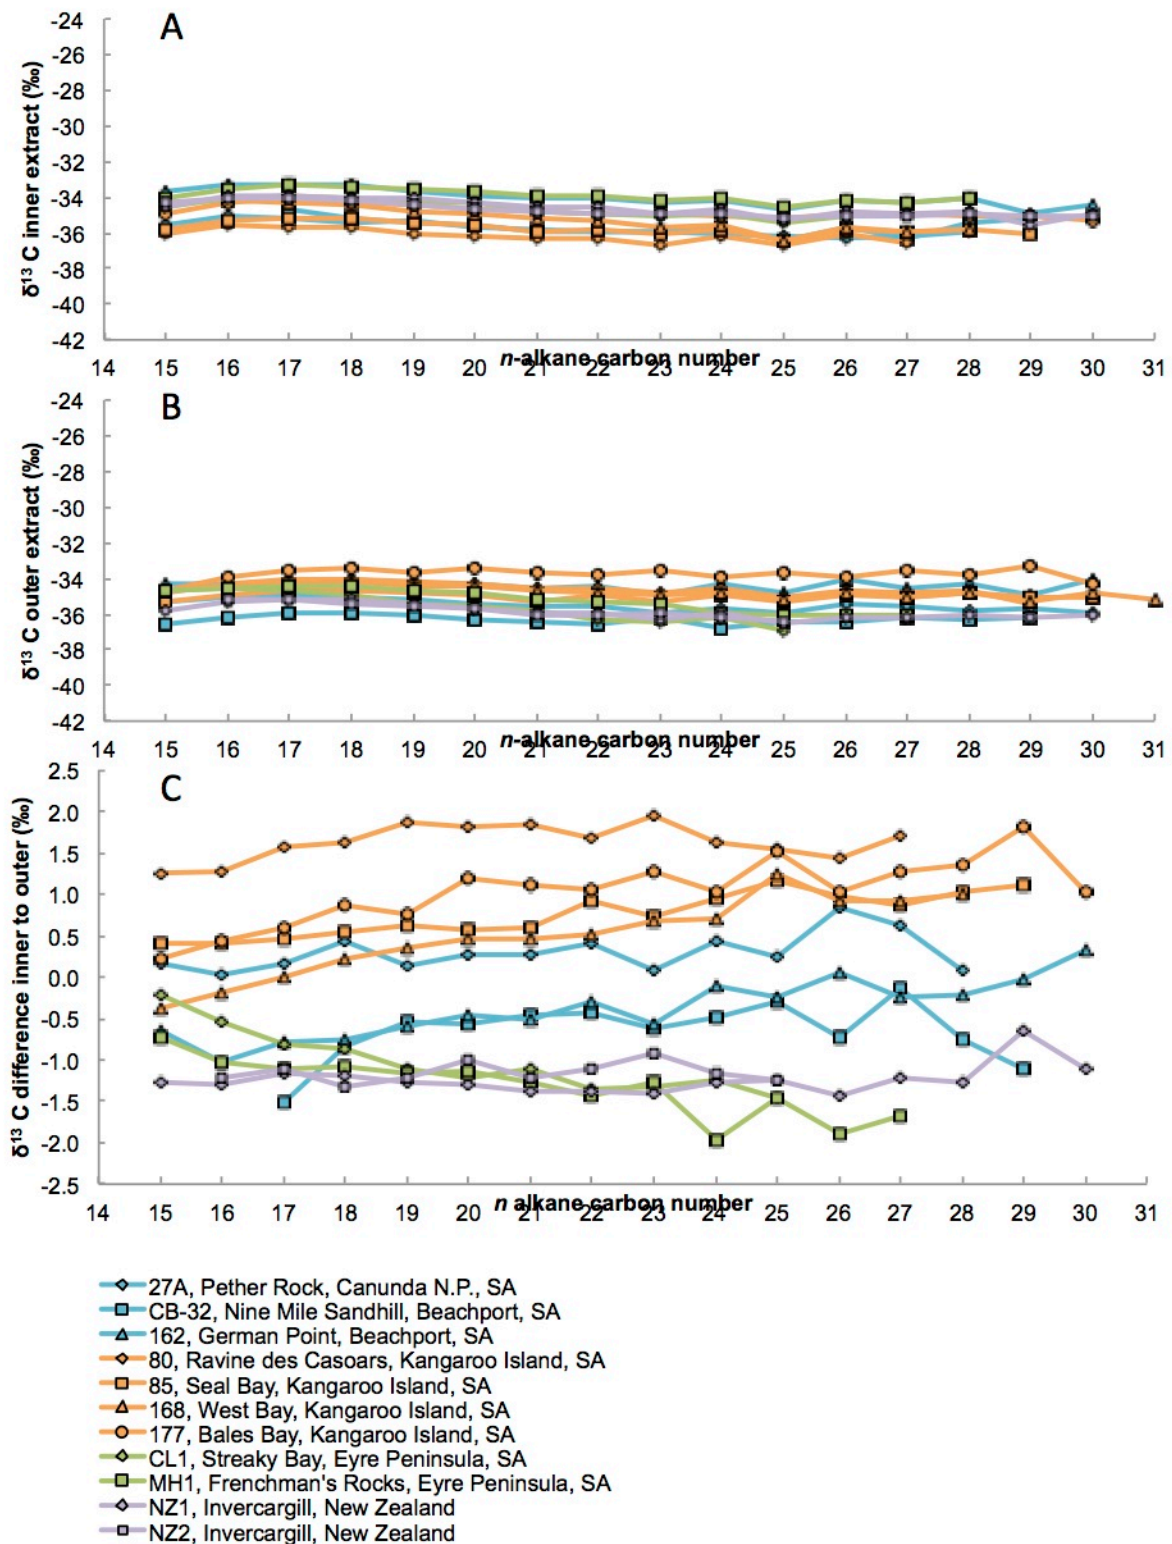 A
-24
-26
-28
-30
-32
-34
-36
-38
-40
-42
δ¹³ C inner extract (‰)
n-alkane carbon number
14 15 16 17 18 19 20 21 22 23 24 25 26 27 28 29 30 31
B
-24
-26
-28
-30
-32
-34
-36
-38
-40
-42
δ¹³ C outer extract (‰)
n-alkane carbon number
14 15 16 17 18 19 20 21 22 23 24 25 26 27 28 29 30 31
C
2.5
2.0
1.5
1.0
0.5
0.0
-0.5
-1.0
-1.5
-2.0
-2.5
δ¹³ C difference inner to outer (‰)
n alkane carbon number
14 15 16 17 18 19 20 21 22 23 24 25 26 27 28 29 30 31
27A, Pether Rock, Canunda N.P., SA
CB-32, Nine Mile Sandhill, Beachport, SA
162, German Point, Beachport, SA
80, Ravine des Casoars, Kangaroo Island, SA
85, Seal Bay, Kangaroo Island, SA
168, West Bay, Kangaroo Island, SA
177, Bales Bay, Kangaroo Island, SA
CL1, Streaky Bay, Eyre Peninsula, SA
MH1, Frenchman's Rocks, Eyre Peninsula, SA
NZ1, Invercargill, New Zealand
NZ2, Invercargill, New Zealand